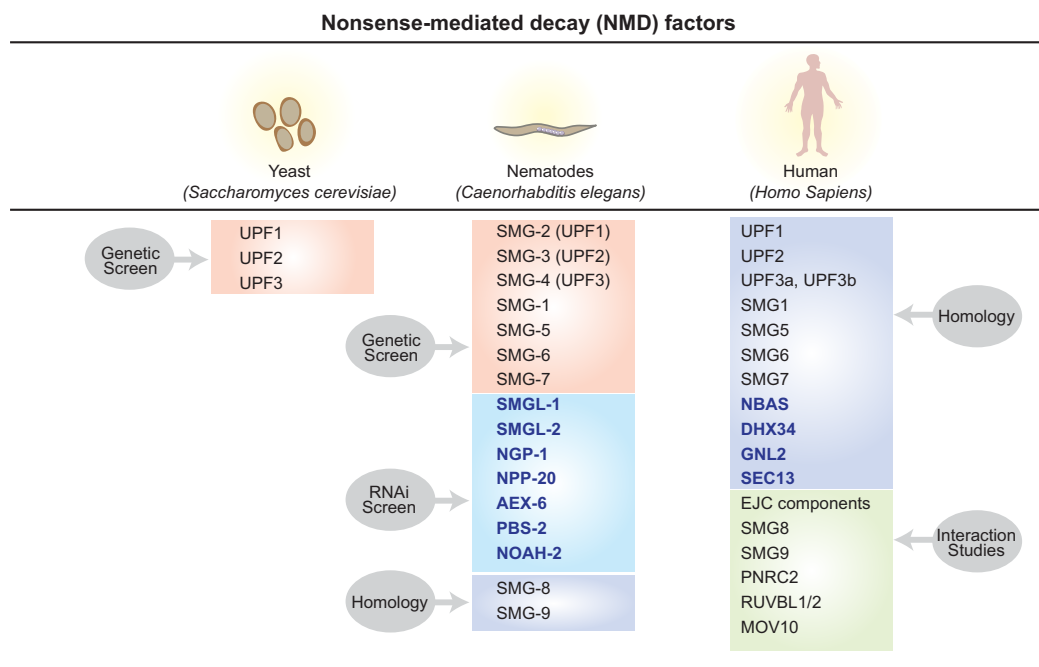 Nonsense-mediated decay (NMD) factors
Yeast
(Saccharomyces cerevisiae)
Nematodes
(Caenorhabditis elegans)
Human
(Homo Sapiens)
Genetic
Screen
UPF1
UPF2
UPF3
Genetic
Screen
SMG-2 (UPF1)
SMG-3 (UPF2)
SMG-4 (UPF3)
SMG-1
SMG-5
SMG-6
SMG-7
RNAi
Screen
SMGL-1
SMGL-2
NGP-1
NPP-20
AEX-6
PBS-2
NOAH-2
Homology
SMG-8
SMG-9
UPF1
UPF2
UPF3a, UPF3b
SMG1
SMG5
SMG6
SMG7
NBAS
DHX34
GNL2
SEC13
Homology
EJC components
SMG8
SMG9
PNRC2
RUVBL1/2
MOV10
Interaction
Studies